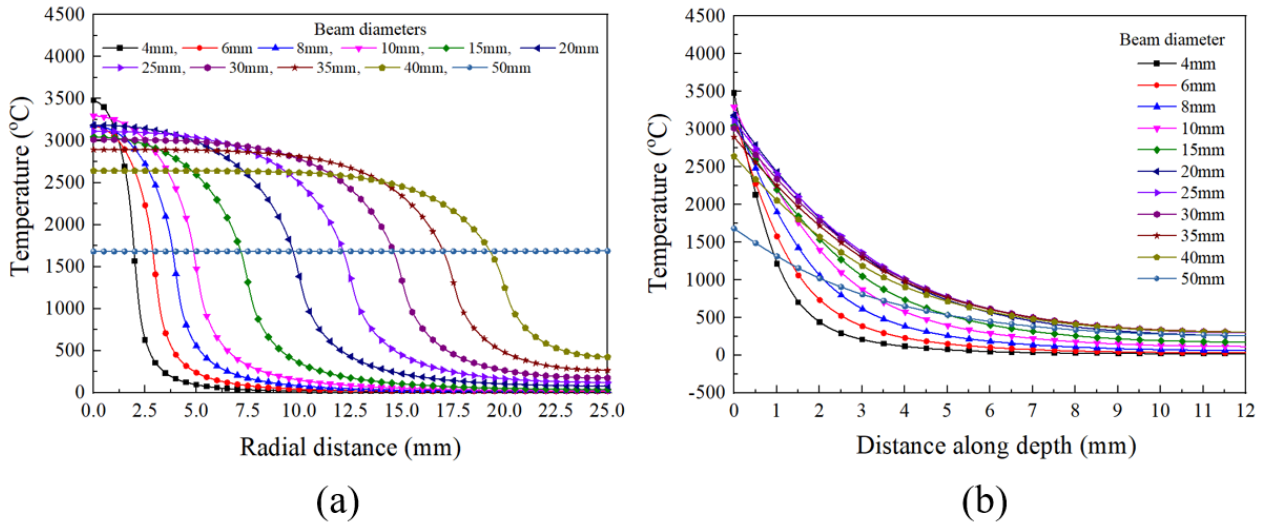 Beam diameters
4mm, 6mm 8mm, 10mm, 15mm, 20mm
25mm, 30mm, 35mm, 40mm, 50mm
4500
4000
3500
3000
2500
2000
1500
1000
500
0
Temperature (ºC)
0.0 2.5 5.0 7.5 10.0 12.5 15.0 17.5 20.0 22.5 25.0
Radial distance (mm)
(a)
Beam diameter
4mm
6mm
8mm
10mm
15mm
20mm
25mm
30mm
35mm
40mm
50mm
4500
4000
3500
3000
2500
2000
1500
1000
500
0
-500
Temperature (ºC)
0 1 2 3 4 5 6 7 8 9 10 11 12
Distance along depth (mm)
(b)